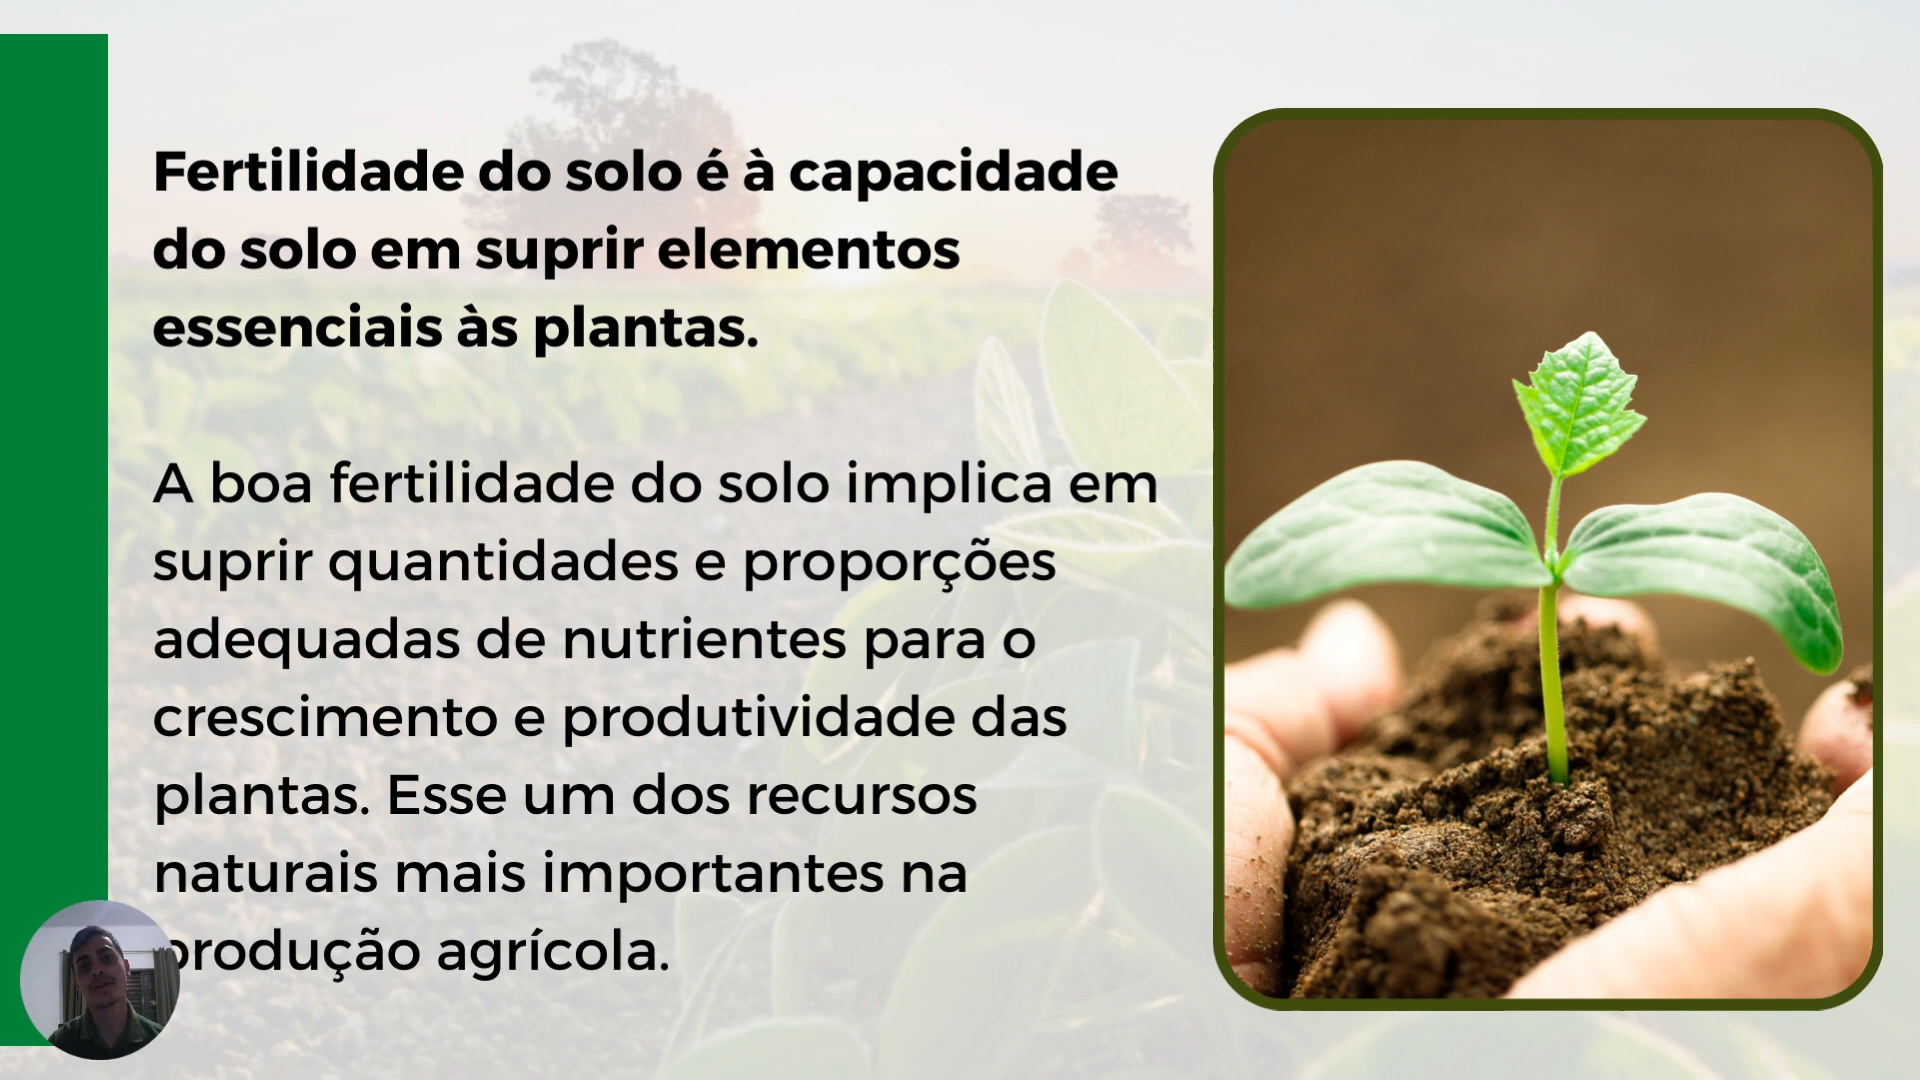 Fertilidade do solo é à capacidade
do solo em suprir elementos
essenciais às plantas.
A boa fertilidade do solo implica em
suprir quantidades e proporções
adequadas de nutrientes para o
crescimento e produtividade das
plantas. Esse um dos recursos
naturais mais importantes na
produção agrícola.